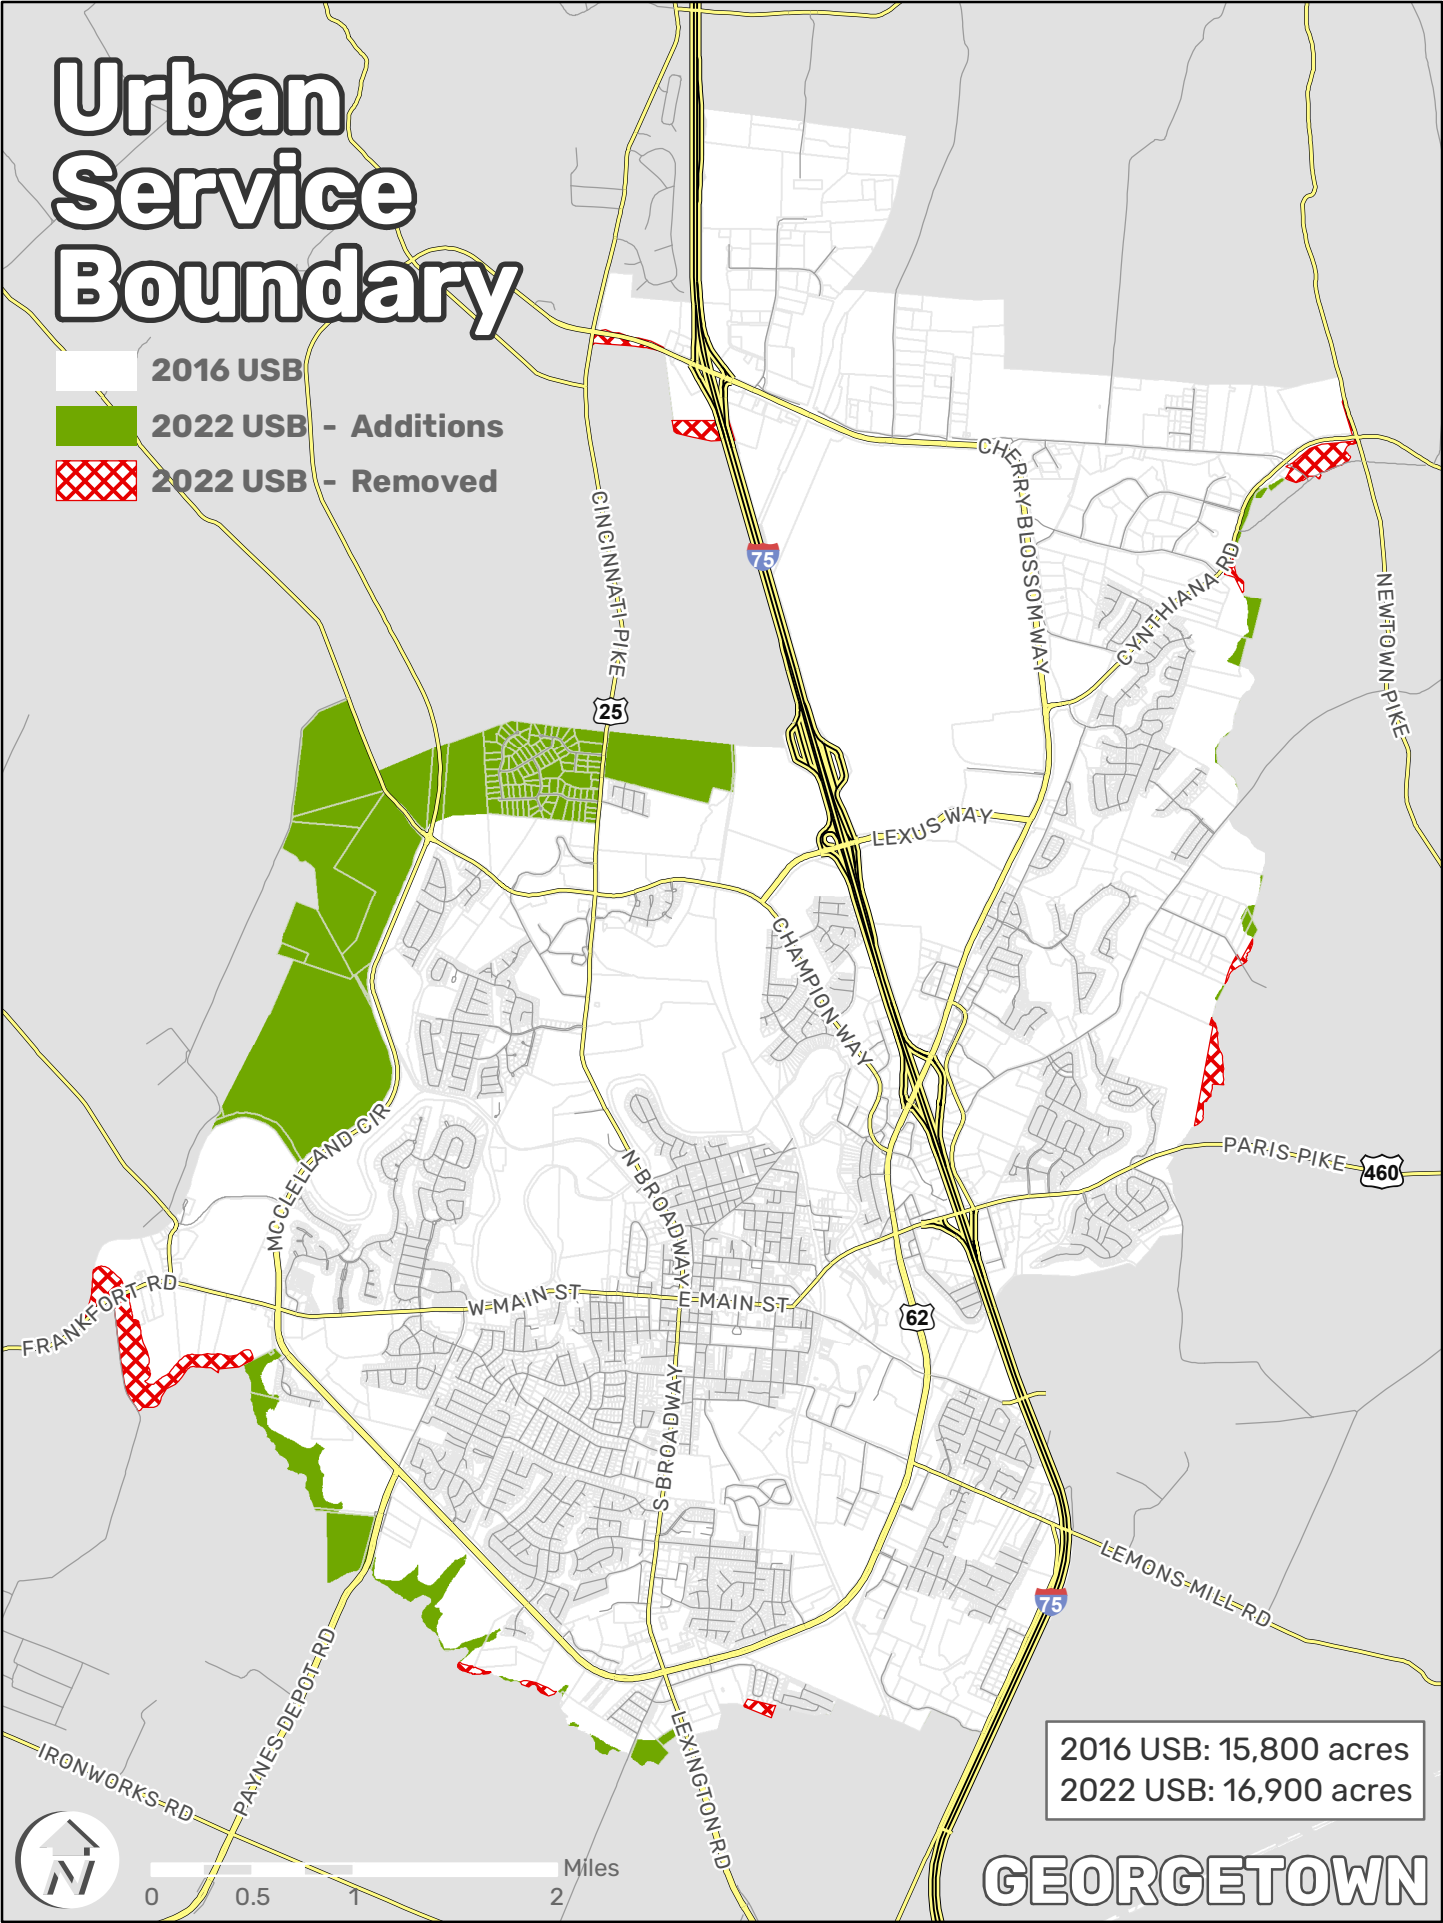 Urban
Service
Boundary
2016 USB
2022 USB - Additions
2022 USB - Removed
CHERRY BLOSSOM WAY
CINCINNATI PIKE
75
CYNTHIANA RD
NEWTOWN PIKE
25
LEXUS WAY
CHAMPION WAY
MCCLELLAND CIR
N BROADWAY
PARIS PIKE
460
FRANKFORT RD
W MAIN ST
E MAIN ST
62
S BROADWAY
LEMONS MILL RD
75
PAYNES DEPOT RD
LEXINGTON RD
IRONWORKS RD
2016 USB: 15,800 acres
2022 USB: 16,900 acres
N
Miles
0 0.5 1 2
GEORGETOWN